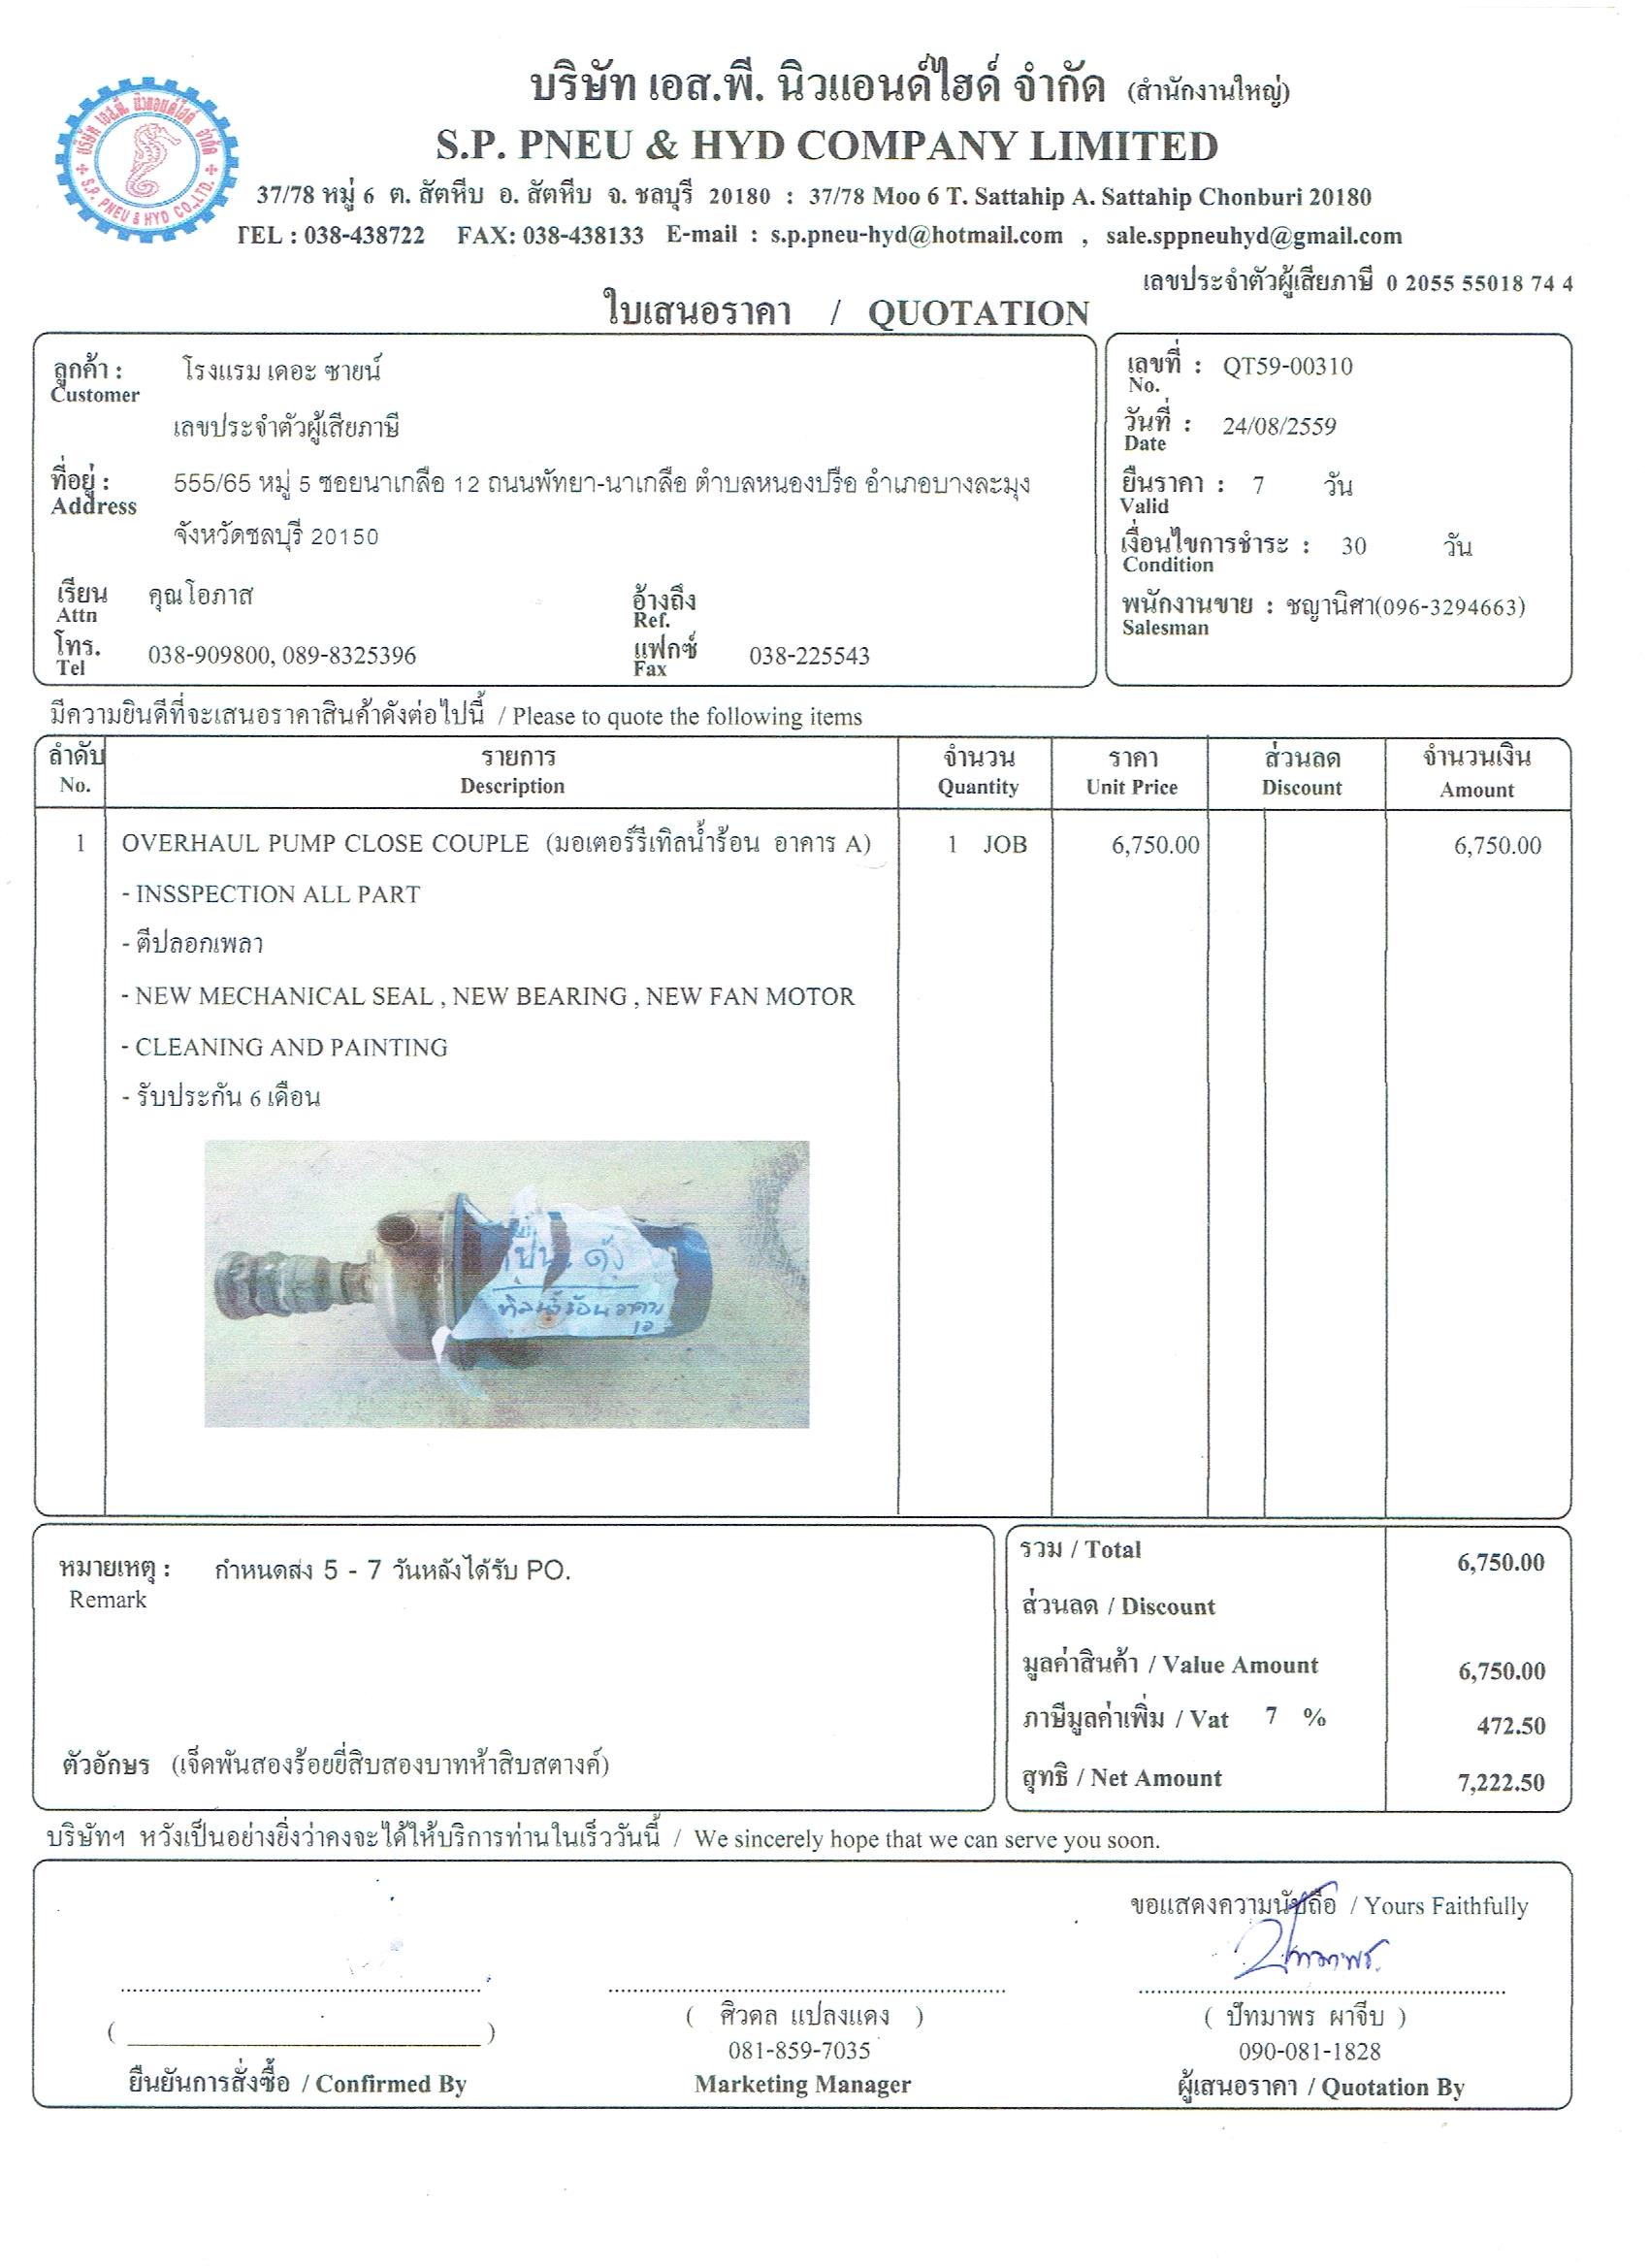 บริษัท เอส.พี. นิวแอนด์ไฮด์ จำกัด (สำนักงานใหญ่)
S.P. PNEU & HYD COMPANY LIMITED
บริษัท เอส.พี. นิวแอนด์ไฮด์ จำกัด
S.P. PNEU & HYD CO.,LTD.
37/78 หมู่ 6 ต. สัตหีบ อ. สัตหีบ จ. ชลบุรี 20180 : 37/78 Moo 6 T. Sattahip A. Sattahip Chonburi 20180
TEL : 038-438722 FAX: 038-438133 E-mail : s.p.pneu-hyd@hotmail.com , sale.sppneuhyd@gmail.com
เลขประจำตัวผู้เสียภาษี 0 2055 55018 74 4
ใบเสนอราคา / QUOTATION
ลูกค้า : โรงแรม เดอะ ซายน์
Customer
เลขประจำตัวผู้เสียภาษี
ที่อยู่ : 555/65 หมู่ 5 ซอยนาเกลือ 12 ถนนพัทยา-นาเกลือ ตำบลหนองปรือ อำเภอบางละมุง
Address
จังหวัดชลบุรี 20150
เรียน คุณโอภาส อ้างถึง
Attn Ref.
โทร. 038-909800, 089-8325396 แฟกซ์ 038-225543
Tel Fax
เลขที่ : QT59-00310
No.
วันที่ : 24/08/2559
Date
ยืนราคา : 7 วัน
Valid
เงื่อนไขการชำระ : 30 วัน
Condition
พนักงานขาย : ชญานิศา(096-3294663)
Salesman
มีความยินดีที่จะเสนอราคาสินค้าดังต่อไปนี้ / Please to quote the following items
ลำดับ รายการ จำนวน ราคา ส่วนลด จำนวนเงิน
No. Description Quantity Unit Price Discount Amount
1 OVERHAUL PUMP CLOSE COUPLE (มอเตอร์รีเทิลน้ำร้อน อาคาร A) 1 JOB 6,750.00 6,750.00
- INSSPECTION ALL PART
- ตีปลอกเพลา
- NEW MECHANICAL SEAL , NEW BEARING , NEW FAN MOTOR
- CLEANING AND PAINTING
- รับประกัน 6 เดือน
หมายเหตุ : กำหนดส่ง 5 - 7 วันหลังได้รับ PO.
Remark
ตัวอักษร (เจ็ดพันสองร้อยยี่สิบสองบาทห้าสิบสตางค์)
รวม / Total 6,750.00
ส่วนลด / Discount
มูลค่าสินค้า / Value Amount 6,750.00
ภาษีมูลค่าเพิ่ม / Vat 7 % 472.50
สุทธิ / Net Amount 7,222.50
บริษัทฯ หวังเป็นอย่างยิ่งว่าคงจะได้ให้บริการท่านในเร็ววันนี้ / We sincerely hope that we can serve you soon.
ขอแสดงความนับถือ / Yours Faithfully
( ศิวดล แปลงแดง ) ( ปัทมาพร ผาจีบ )
081-859-7035 090-081-1828
ยืนยันการสั่งซื้อ / Confirmed By Marketing Manager ผู้เสนอราคา / Quotation By